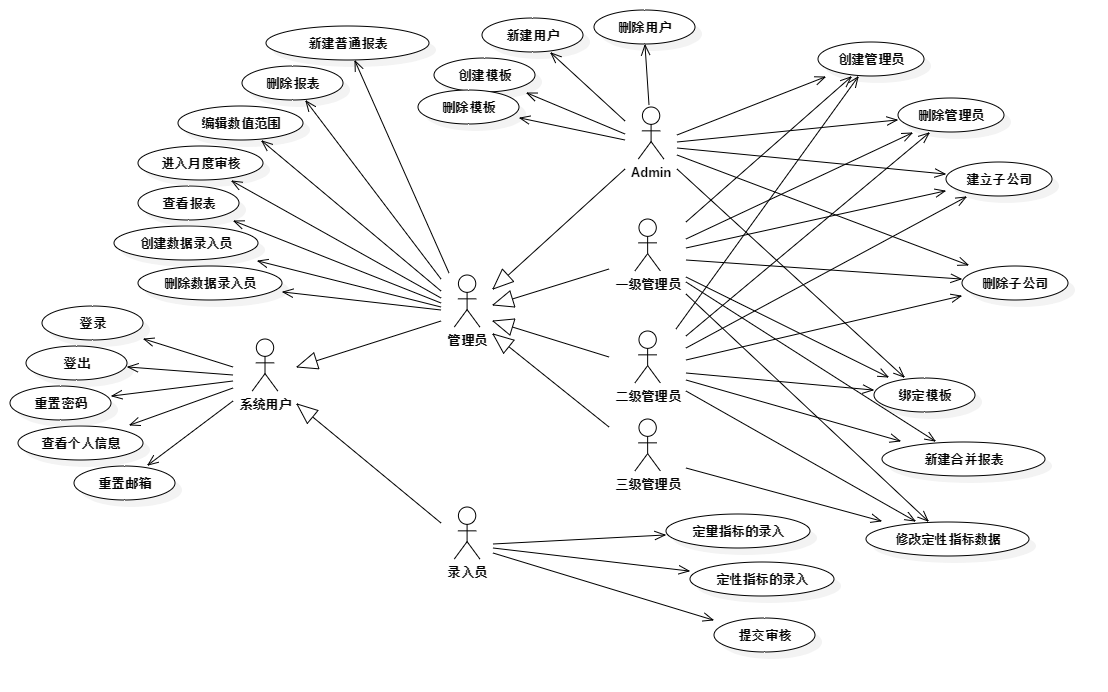 删除用户
新建用户
新建普通报表
创建管理员
创建模板
删除报表
删除模板
删除管理员
编辑数值范围
进入月度审核
Admin
建立子公司
查看报表
创建数据录入员
删除数据录入员
一级管理员
删除子公司
登录
管理员
登出
绑定模板
二级管理员
重置密码
系统用户
查看个人信息
新建合并报表
重置邮箱
三级管理员
定里指标的录入
修改定性指标数据
录入员
定性指标的录入
提交审核